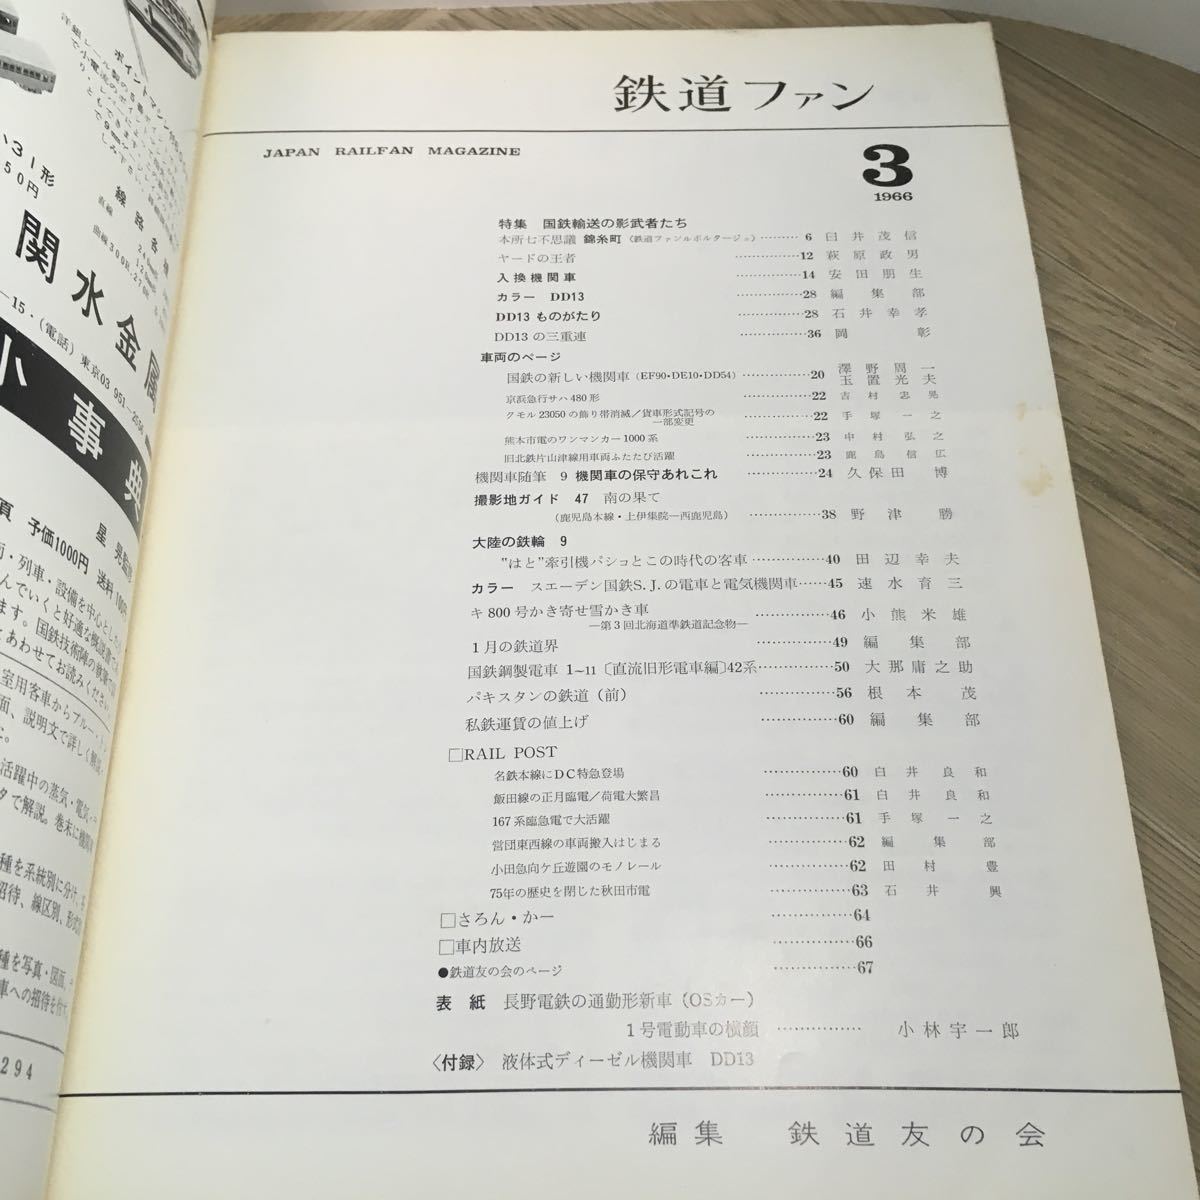 鉄道ファン
JAPAN RAILFAN MAGAZINE
3
1966
特集 国鉄輸送の影武者たち
本所七不思議 錦糸町(鉄道ファンルポルタージュ)………6 臼井茂信
ヤードの王者……………12 萩原政男
入換機関車……………14 安田朋生
カラー DD13……………28 編集部
DD13ものがたり……………28 石井幸孝
DD13の三重連……………36 岡 彰
車両のページ
国鉄の新しい機関車(EF90・DE10・DD54)……………20 澤野周一 玉置光夫
京浜急行サハ480形……………22 吉村忠晃
クモル23050の飾り帯消滅/貨車形式記号の一部変更……………22 手塚一之
熊本市電のワンマンカー1000系……………23 中村弘之
旧北鉄片山津線用車両ふたたび活躍……………23 鹿島信広
機関車随筆 9 機関車の保守あれこれ……………24 久保田博
撮影地ガイド 47 南の果て
(鹿児島本線・上伊集院—西鹿児島)……………38 野津勝
大陸の鉄輪 9
"はと"牽引機パシコとこの時代の客車……………40 田辺幸夫
カラー スエーデン国鉄S.J.の電車と電気機関車……45 速水育三
キ800号かき寄せ雪かき車
—第3回北海道準鉄道記念物—……………46 小熊米雄
1月の鉄道界……………49 編集部
国鉄鋼製電車 1~11〔直流旧形電車編〕42系……………50 大那庸之助
パキスタンの鉄道(前)……………56 根本茂
私鉄運賃の値上げ……………60 編集部
□RAIL POST
名鉄本線にDC特急登場……………60 白井良和
飯田線の正月臨電/荷電大繁昌……………61 白井良和
167系臨急電で大活躍……………61 手塚一之
営団東西線の車両搬入はじまる……………62 編集部
小田急向ケ丘遊園のモノレール……………62 田村豊
75年の歴史を閉じた秋田市電……………63 石井興
□さろん・かー……………64
□車内放送……………66
●鉄道友の会のページ……………67
表紙 長野電鉄の通勤形新車(OSカー)
1号電動車の横顔……………小林宇一郎
〈付録〉 液体式ディーゼル機関車 DD13
編集 鉄道友の会
ポイントマシン
関水金属
小事典
予価1000円 送料100円
294